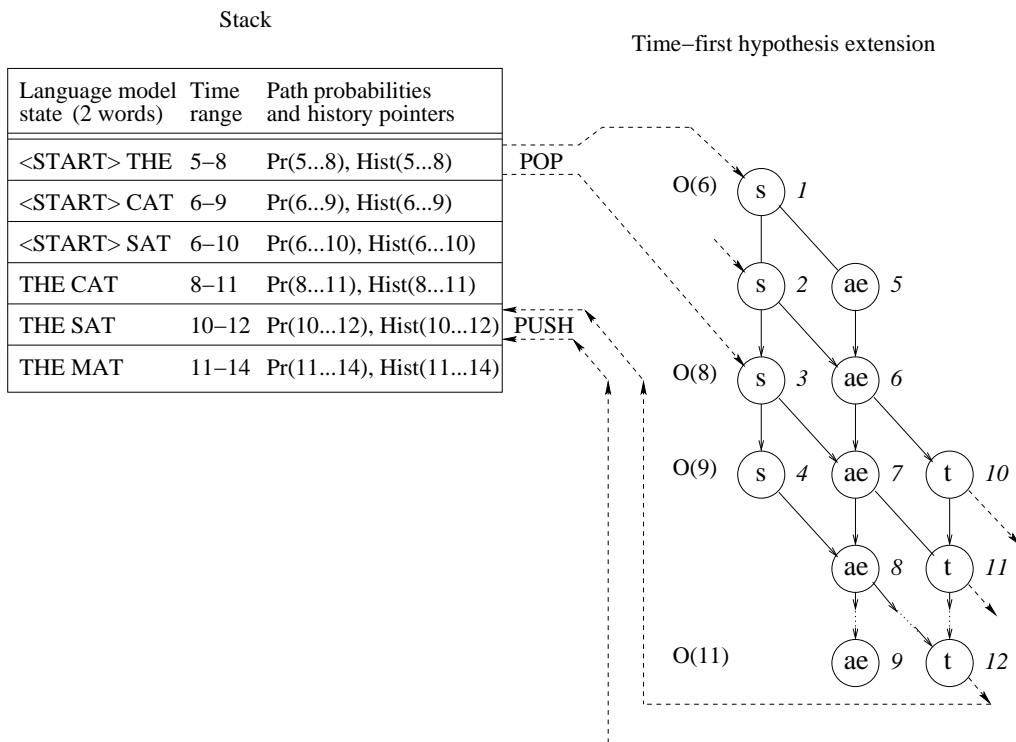 Stack
Time−first hypothesis extension
Language model Time Path probabilities
state (2 words) range and history pointers
<START> THE 5−8 Pr(5...8), Hist(5...8)
POP
<START> CAT 6−9 Pr(6...9), Hist(6...9)
<START> SAT 6−10 Pr(6...10), Hist(6...10)
THE CAT 8−11 Pr(8...11), Hist(8...11)
THE SAT 10−12 Pr(10...12), Hist(10...12)
PUSH
THE MAT 11−14 Pr(11...14), Hist(11...14)
O(6) s 1
s 2 ae 5
O(8) s 3 ae 6
O(9) s 4 ae 7 t 10
ae 8 t 11
O(11) ae 9 t 12